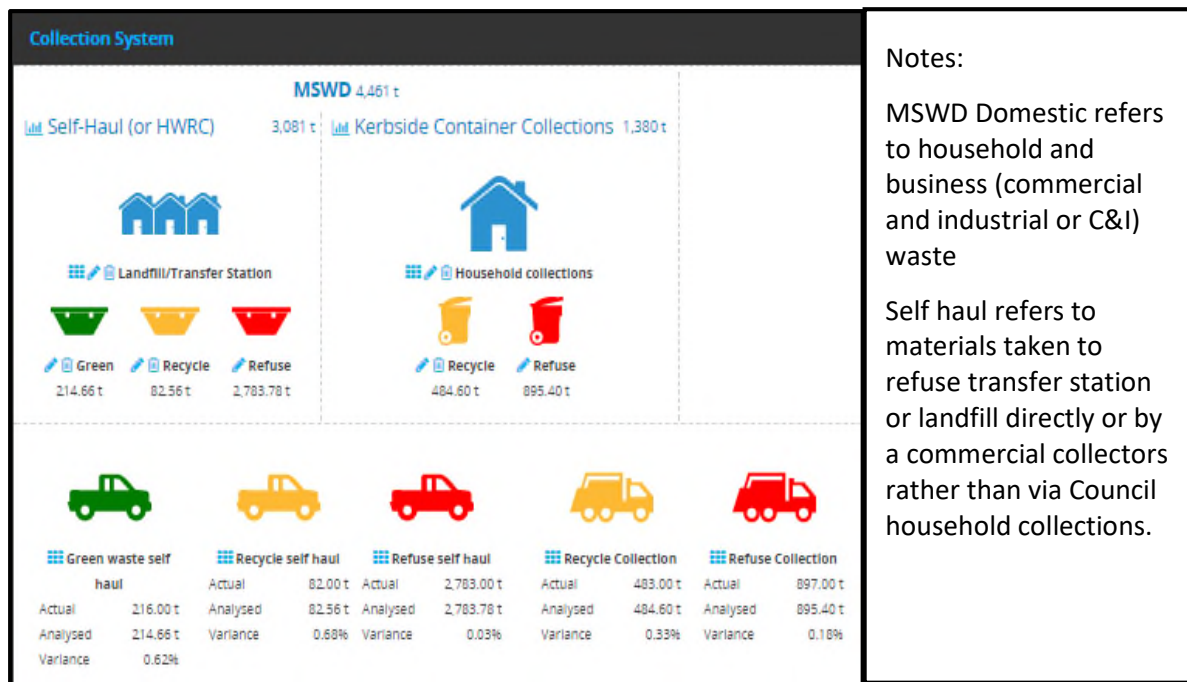 Collection System
MSWD 4,461 t
Self-Haul (or HWRC) 3,081 t
Kerbside Container Collections 1,380 t
Landfill/Transfer Station
Household collections
Green Recycle Refuse
214.66 t 82.56 t 2,783.78 t
Recycle Refuse
484.60 t 895.40 t
Green waste self
haul
Actual 216.00 t
Analysed 214.66 t
Variance 0.62%
Recycle self haul
Actual 82.00 t
Analysed 82.56 t
Variance 0.68%
Refuse self haul
Actual 2,783.00 t
Analysed 2,783.78 t
Variance 0.03%
Recycle Collection
Actual 483.00 t
Analysed 484.60 t
Variance 0.33%
Refuse Collection
Actual 897.00 t
Analysed 895.40 t
Variance 0.18%
Notes:
MSWD Domestic refers
to household and
business (commercial
and industrial or C&I)
waste
Self haul refers to
materials taken to
refuse transfer station
or landfill directly or by
a commercial collectors
rather than via Council
household collections.